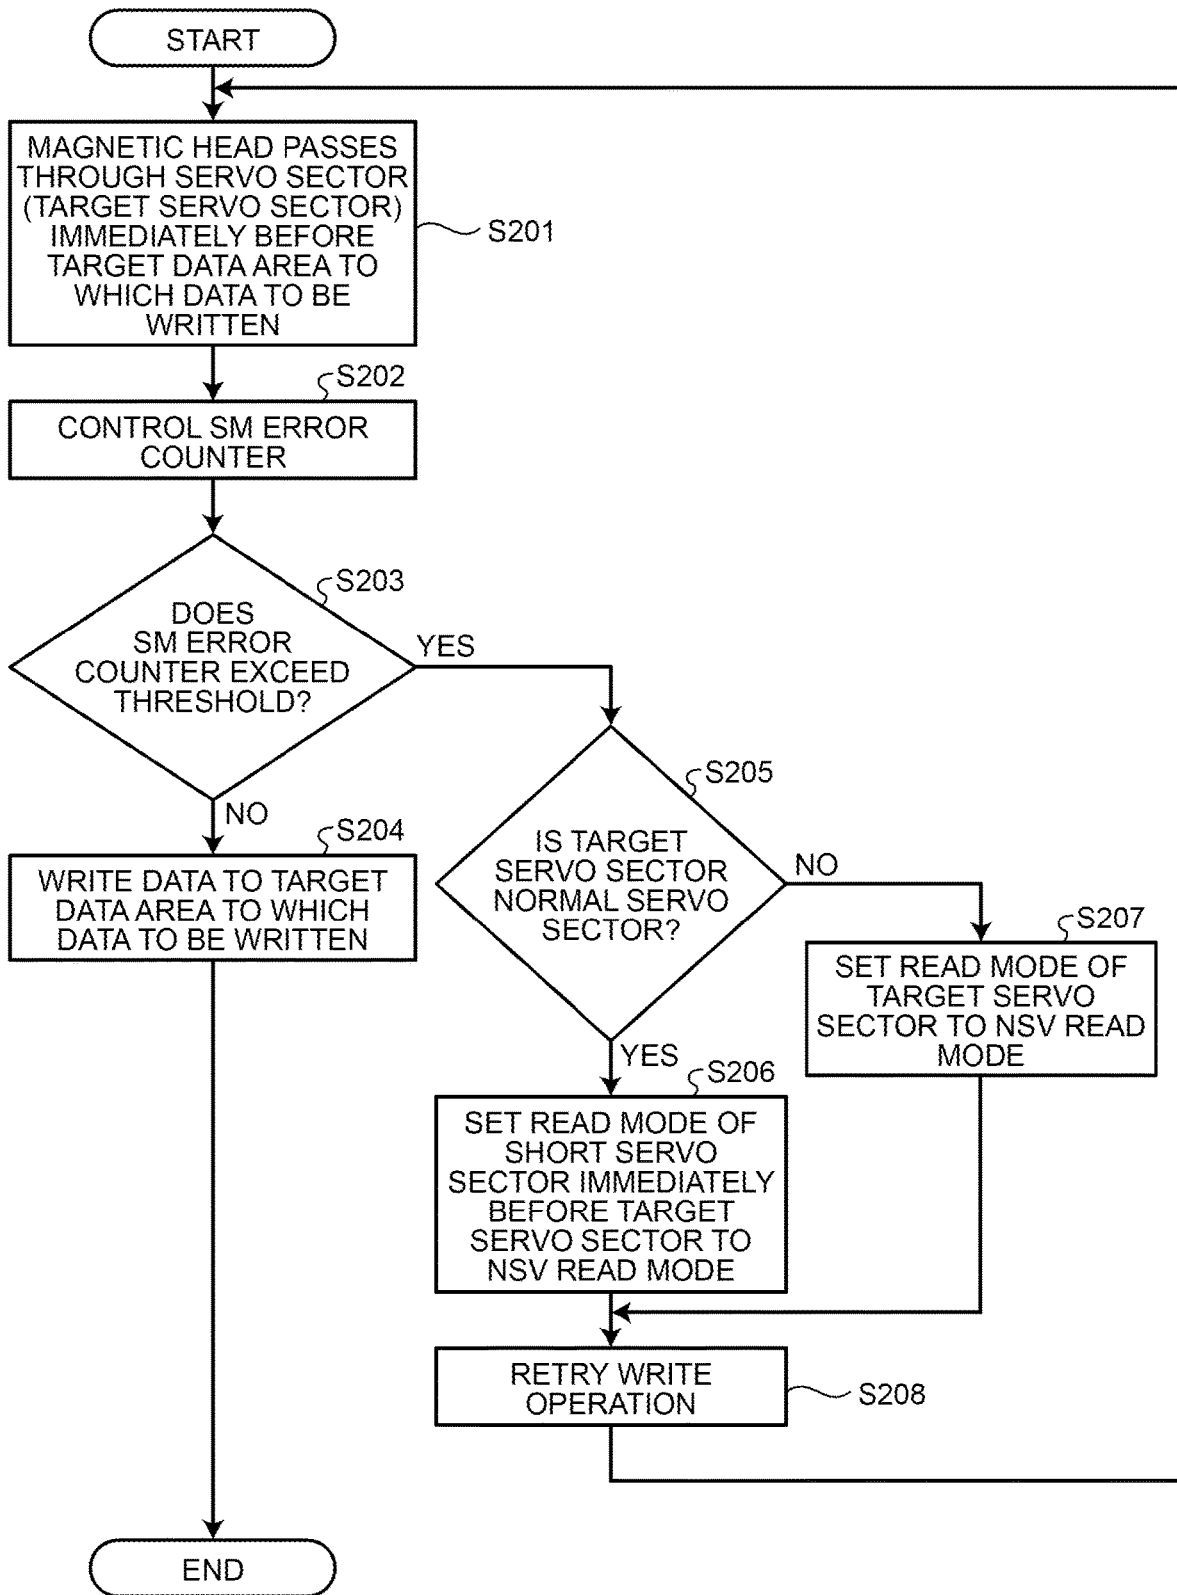 START
MAGNETIC HEAD PASSES
THROUGH SERVO SECTOR
(TARGET SERVO SECTOR)
IMMEDIATELY BEFORE
TARGET DATA AREA TO
WHICH DATA TO BE
WRITTEN
S201
S202
CONTROL SM ERROR
COUNTER
S203
DOES
SM ERROR
COUNTER EXCEED
THRESHOLD?
YES
NO
S204
WRITE DATA TO TARGET
DATA AREA TO WHICH
DATA TO BE WRITTEN
S205
IS TARGET
SERVO SECTOR
NORMAL SERVO
SECTOR?
NO
YES
S207
SET READ MODE OF
TARGET SERVO
SECTOR TO NSV READ
MODE
S206
SET READ MODE OF
SHORT SERVO
SECTOR IMMEDIATELY
BEFORE TARGET
SERVO SECTOR TO
NSV READ MODE
RETRY WRITE
OPERATION
S208
END